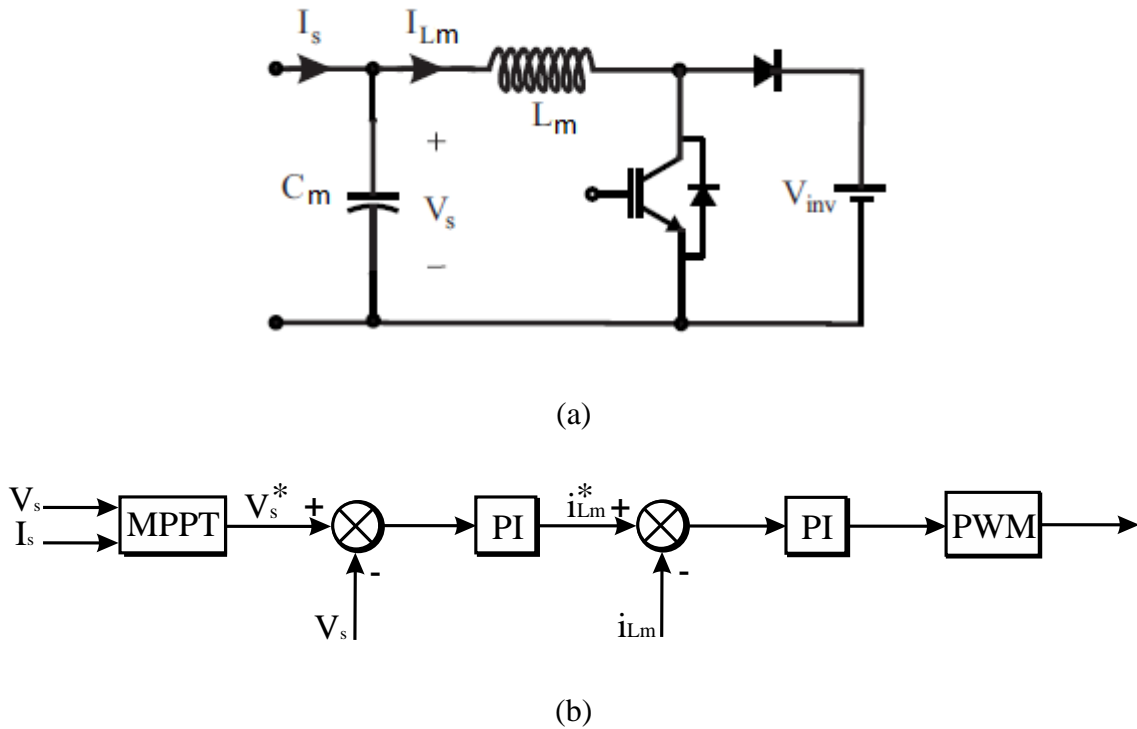 Is ILm
Lm
+
Cm Vs Vinv
−
(a)
Vs Vs* + iLm* +
MPPT PI PI PWM
Is
- -
Vs iLm
(b)